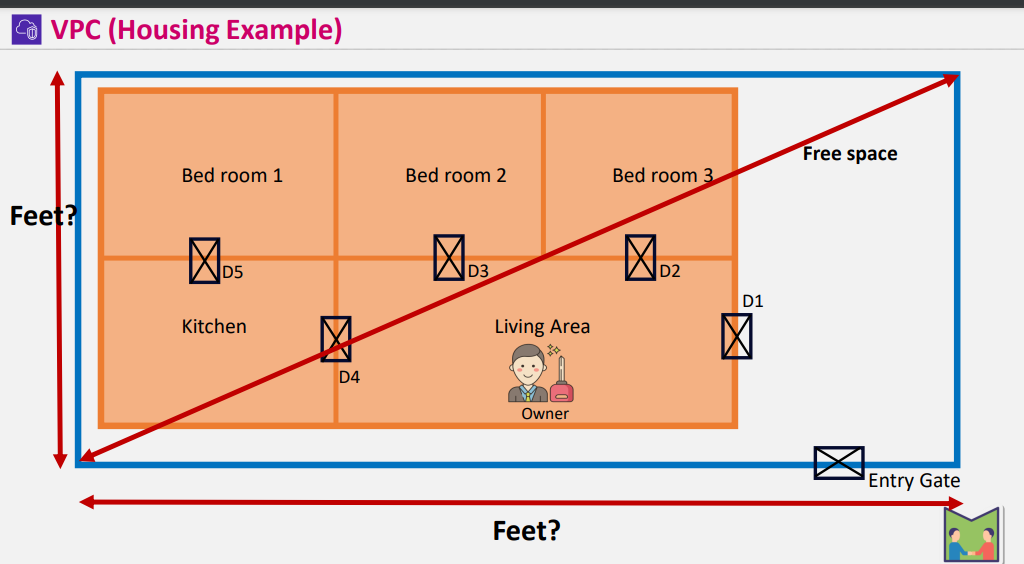 VPC (Housing Example)
Free space
Bed room 1
Bed room 2
Bed room 3
Feet?
D5
D3
D2
D1
Kitchen
Living Area
D4
Owner
Entry Gate
Feet?